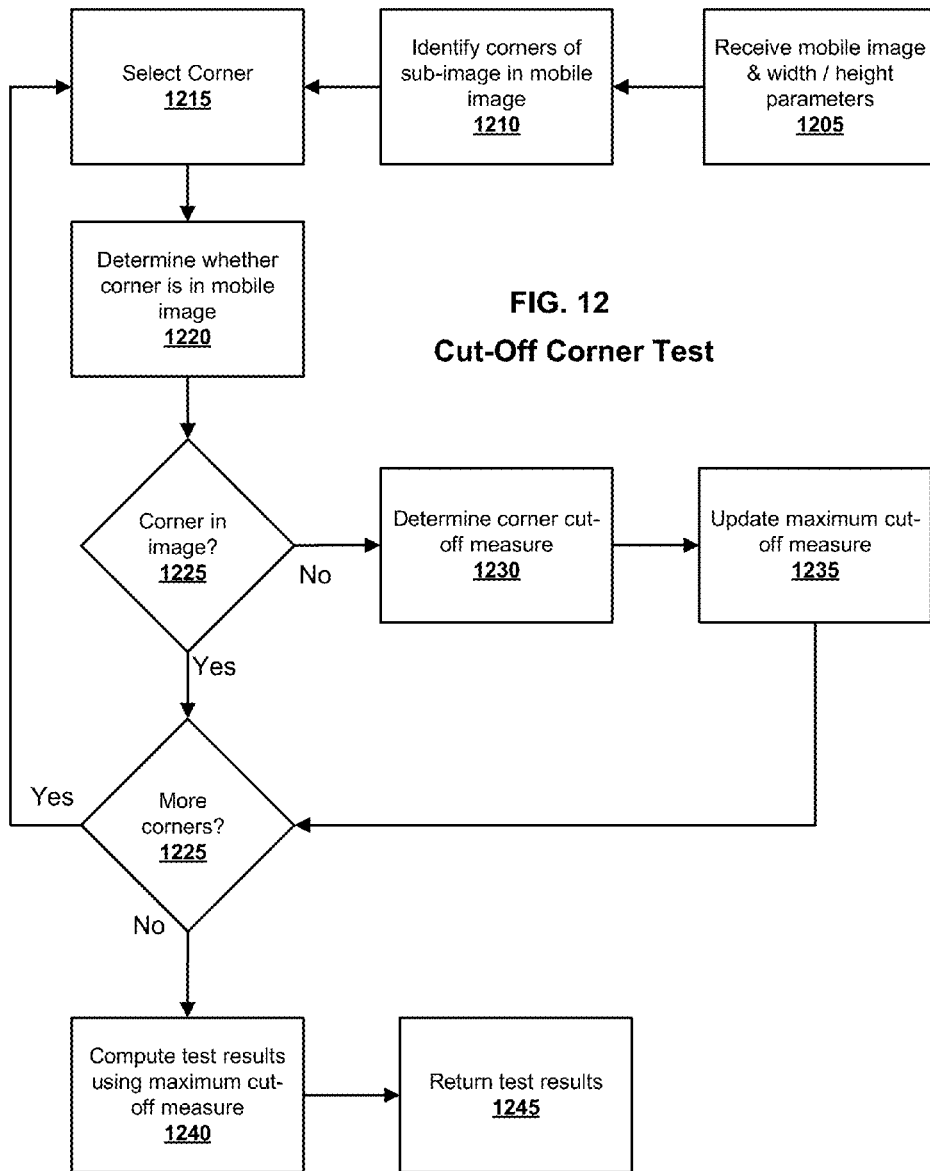 Select Corner
1215
Identify corners of
sub-image in mobile
image
1210
Receive mobile image
& width / height
parameters
1205
Determine whether
corner is in mobile
image
1220
FIG. 12
Cut-Off Corner Test
Corner in
image?
1225
No
Determine corner cut-
off measure
1230
Update maximum cut-
off measure
1235
Yes
Yes
More
corners?
1225
No
Compute test results
using maximum cut-
off measure
1240
Return test results
1245